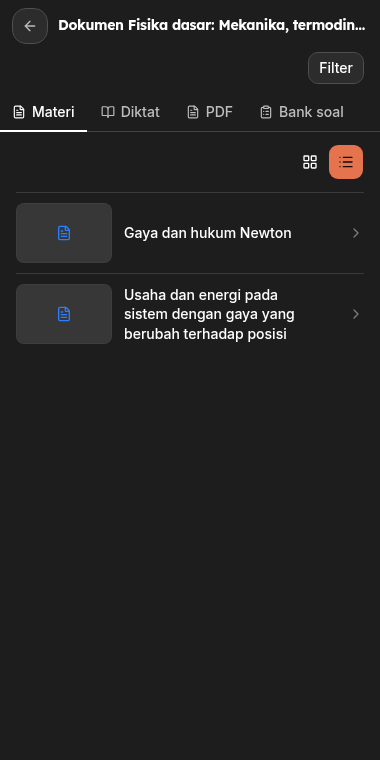 Dokumen Fisika dasar: Mekanika, termodin...
Filter
Materi
Diktat
PDF
Bank soal
Gaya dan hukum Newton
Usaha dan energi pada
sistem dengan gaya yang
berubah terhadap posisi